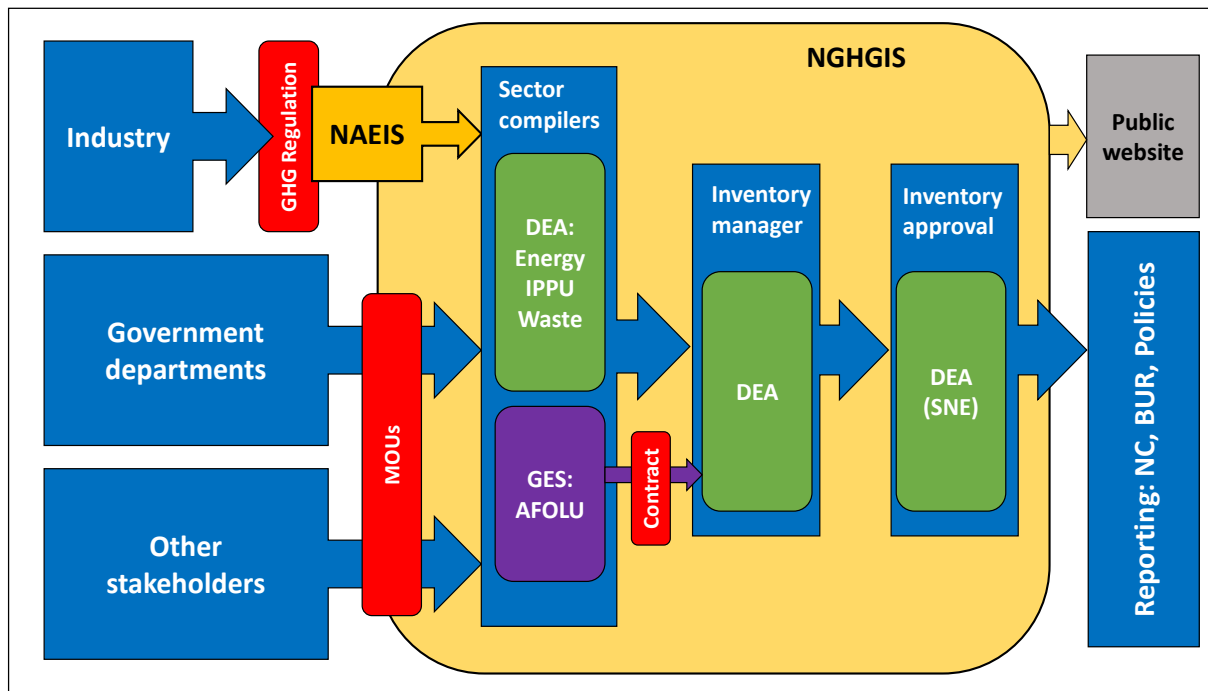 NGHGIS
Industry
GHG Regulation
NAEIS
Sector
compilers
DEA:
Energy
IPPU
Waste
GES:
AFOLU
Government
departments
Other
stakeholders
MOUs
Contract
Inventory
manager
DEA
Inventory
approval
DEA
(SNE)
Public
website
Reporting: NC, BUR, Policies